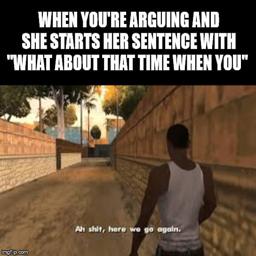 WHEN YOU'RE ARGUING AND
SHE STARTS HER SENTENCE WITH
"WHAT ABOUT THAT TIME WHEN YOU"
Ah shit, here we go again.
imgflip.com